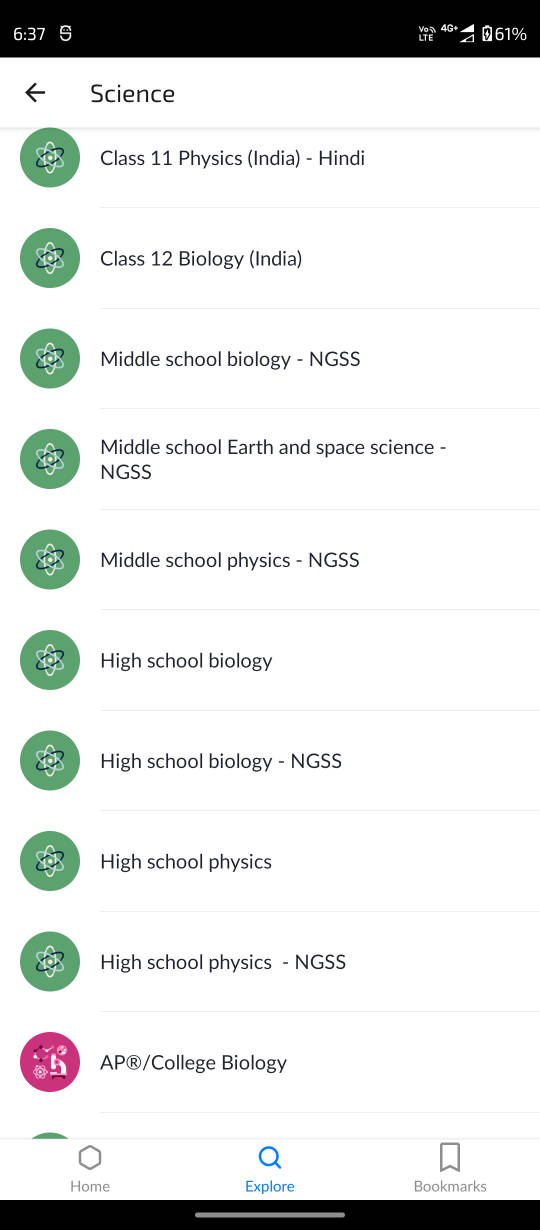 6:37
Vo LTE 4G+ 61%
Science
Class 11 Physics (India) - Hindi
Class 12 Biology (India)
Middle school biology - NGSS
Middle school Earth and space science -
NGSS
Middle school physics - NGSS
High school biology
High school biology - NGSS
High school physics
High school physics  - NGSS
AP®/College Biology
Home
Explore
Bookmarks